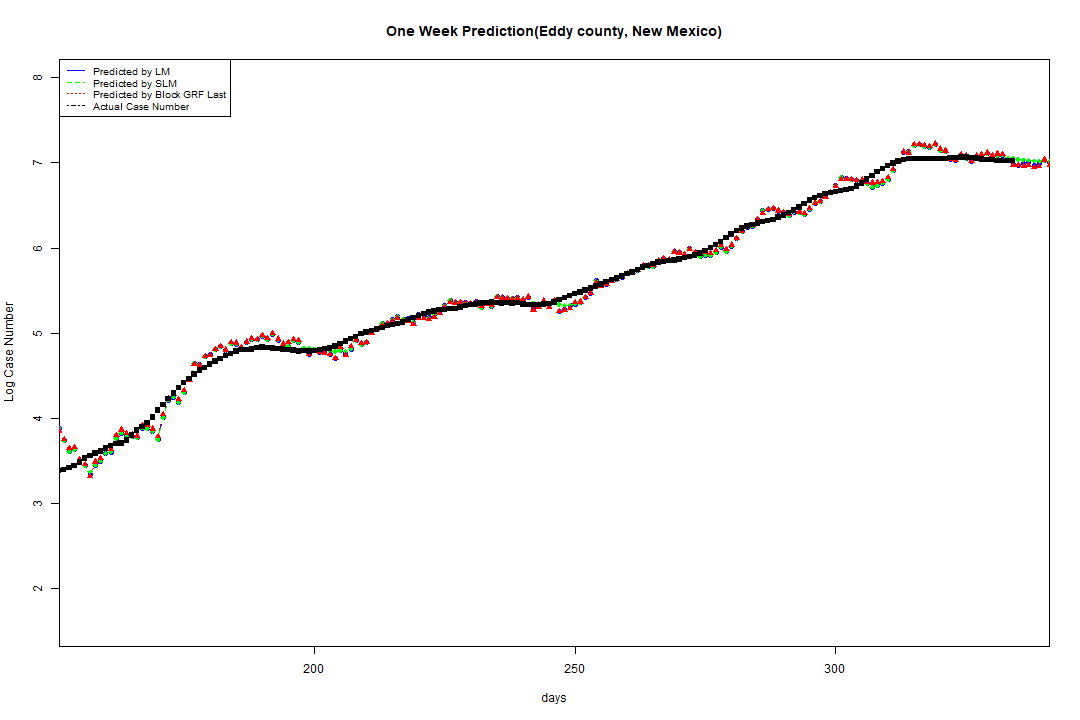 One Week Prediction(Eddy county, New Mexico)
Predicted by LM
Predicted by SLM
Predicted by Block GRF Last
Actual Case Number
8
7
6
5
4
3
2
Log Case Number
200 250 300
days